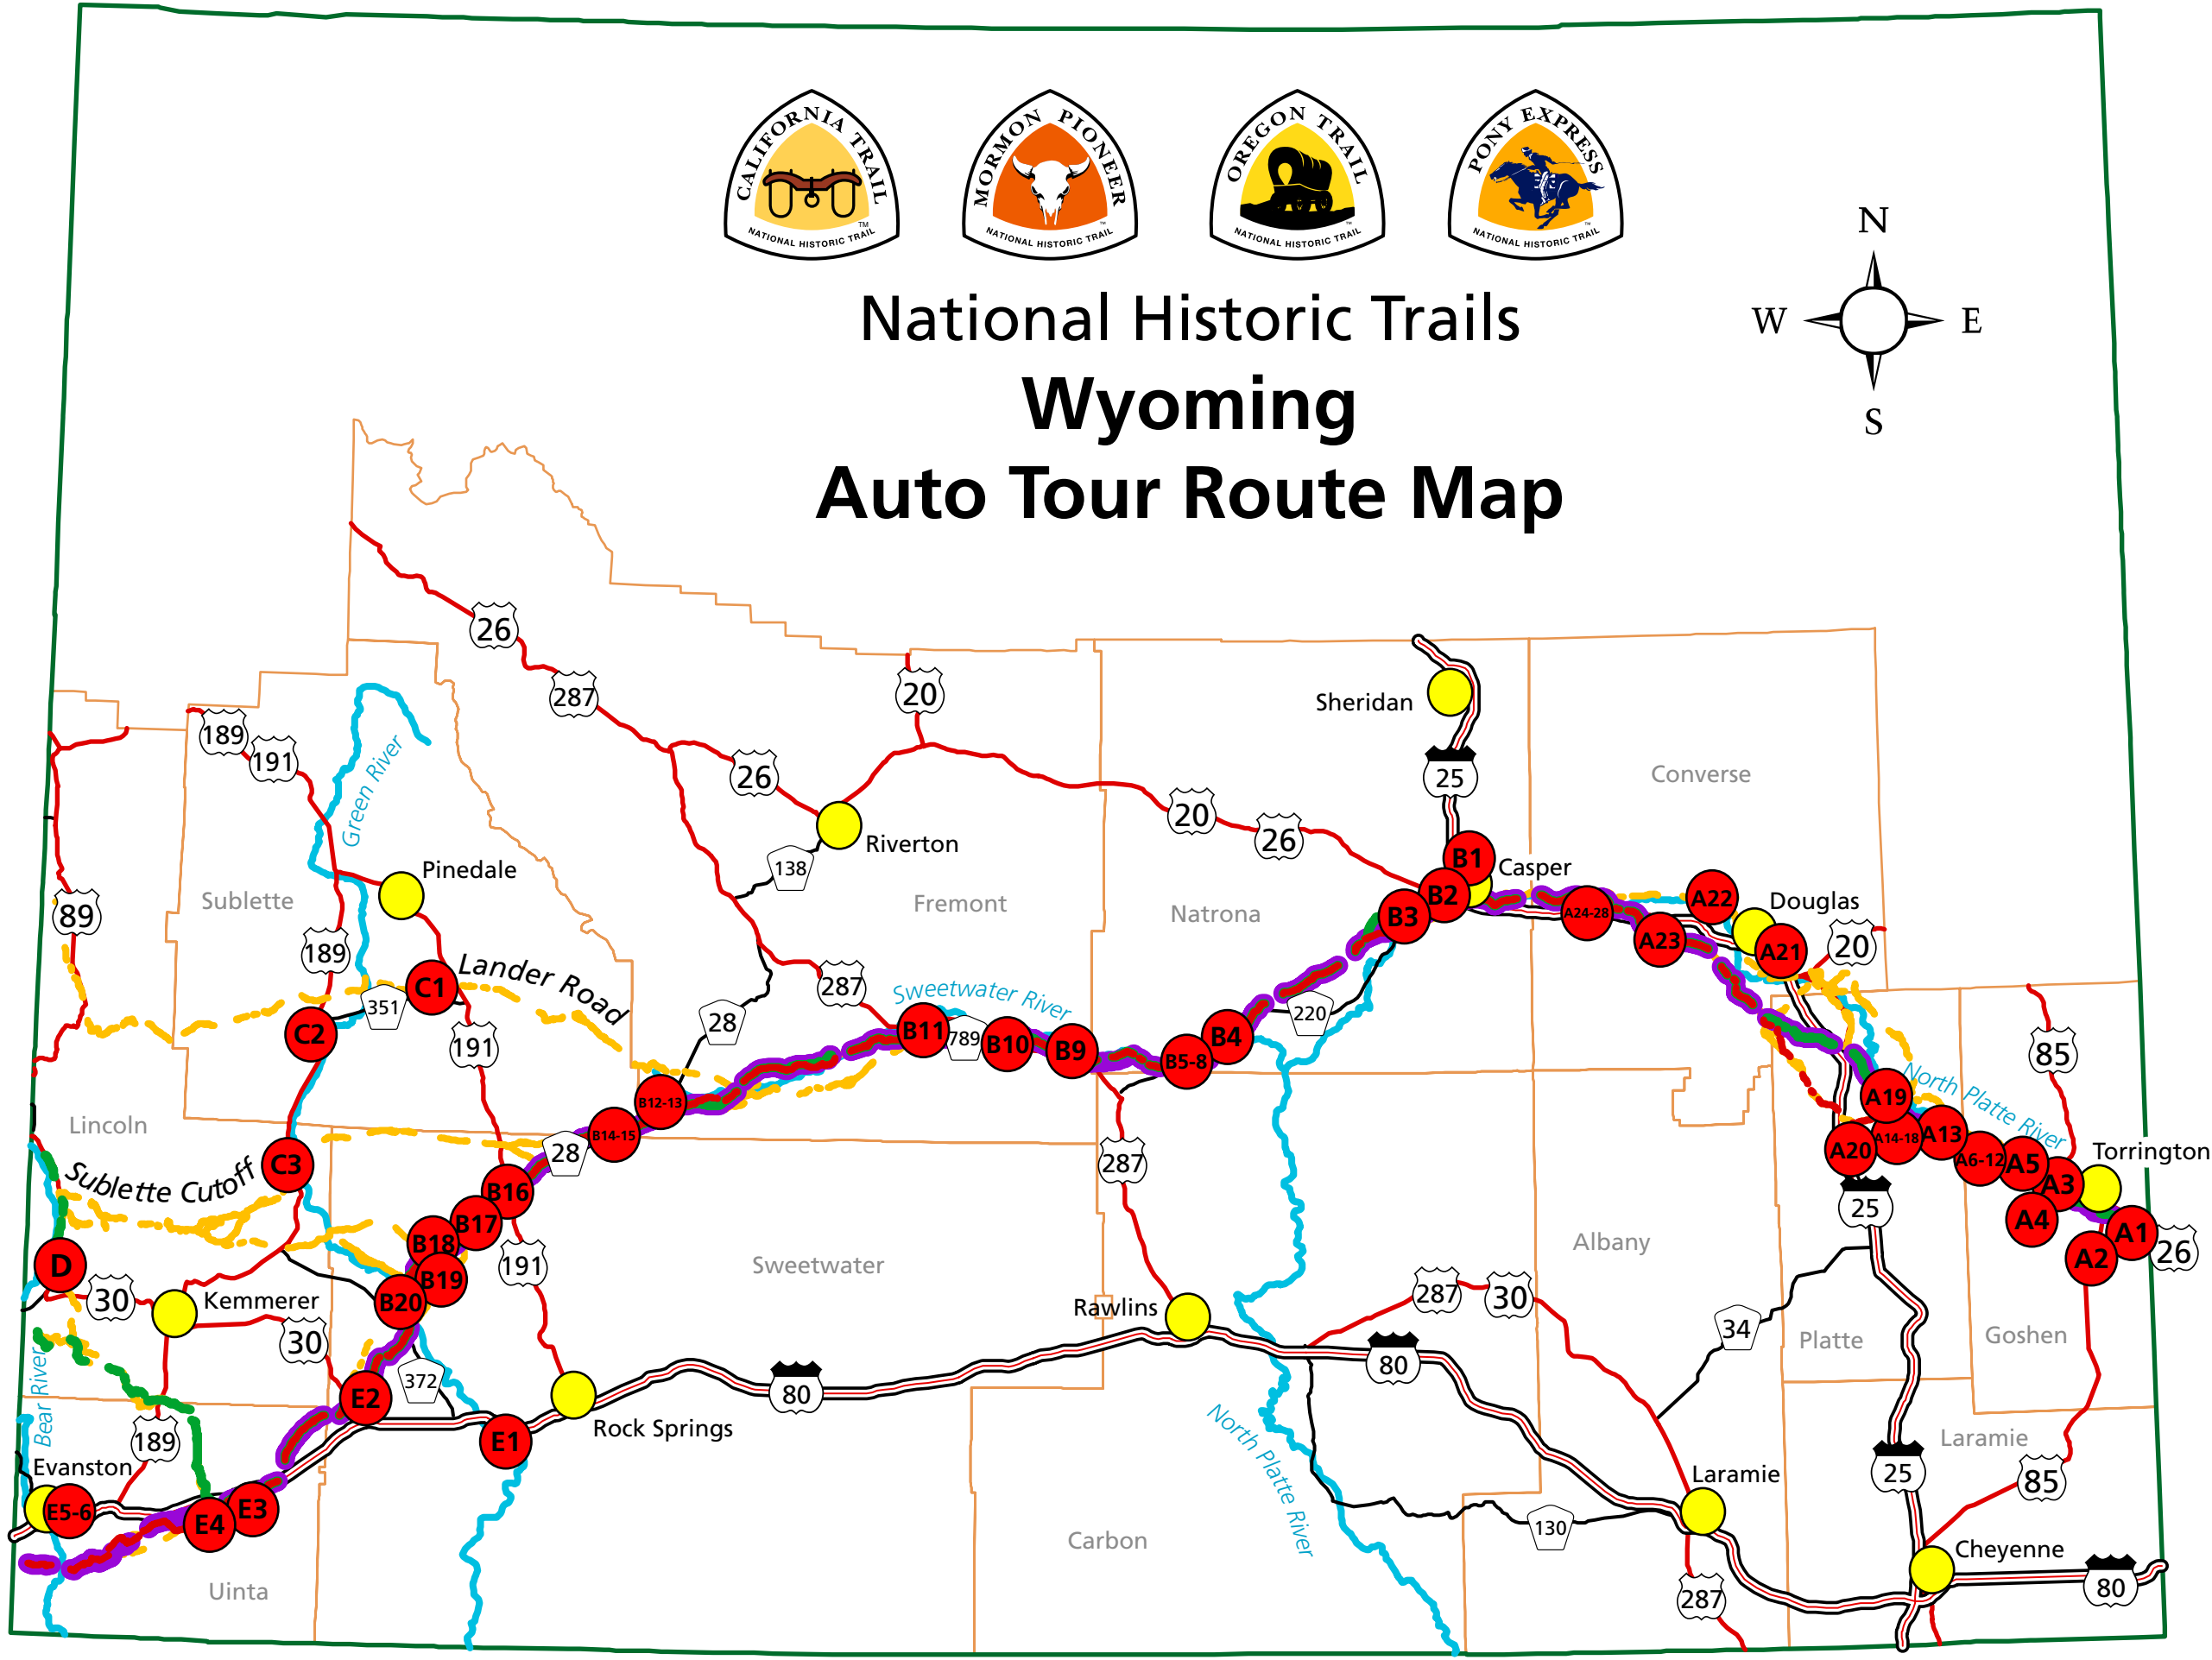 CALIFORNIA TRAIL
NATIONAL HISTORIC TRAIL
TM
MORMON PIONEER
NATIONAL HISTORIC TRAIL
OREGON TRAIL
NATIONAL HISTORIC TRAIL
PONY EXPRESS
NATIONAL HISTORIC TRAIL
National Historic Trails
Wyoming
Auto Tour Route Map
N
W
E
S
26
287
20
Sheridan
189
191
25
Converse
Green River
26
20
26
Riverton
138
Pinedale
B1
Casper
Sublette
89
Fremont
Natrona
B2
B3
A22
Douglas
A24-28
A23
A21
20
189
Lander Road
C1
351
C2
191
287
28
Sweetwater River
B11
789
B10
B9
B5-8
B4
220
85
Lincoln
B12-13
B14-15
28
North Platte River
A19
A20
A14-18
A13
A6-12
A5
A3
A4
Torrington
A1
A2
26
Sublette Cutoff
C3
287
25
B16
B17
B18
B19
B20
191
Sweetwater
Albany
D
30
Kemmerer
30
Rawlins
287
30
34
Platte
Goshen
Bear River
372
80
80
E2
E1
Rock Springs
189
Evanston
North Platte River
Laramie
25
85
Laramie
E5-6
E4
E3
130
Carbon
Cheyenne
80
Uinta
287